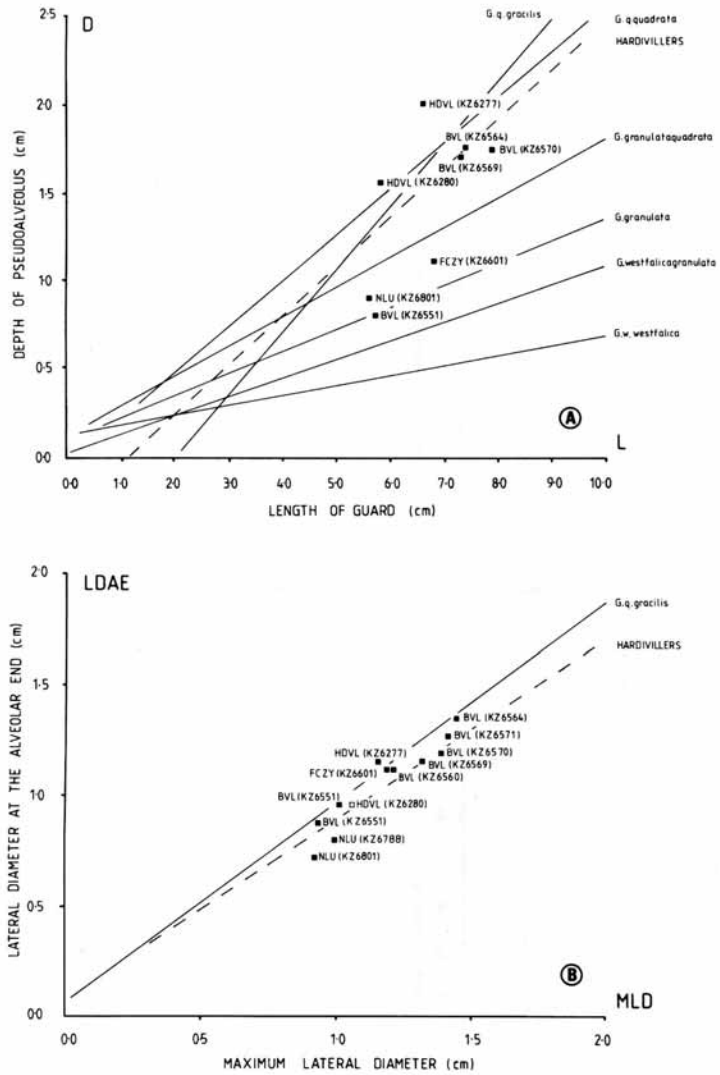 D
G.q.gracilis
G.q.quadrata
HARDIVILLERS
2·5
2·0
1·5
1·0
0·5
0·0
DEPTH OF PSEUDOALVEOLUS (cm)
HDVL (KZ6277)
BVL (KZ6564)
BVL (KZ6570)
BVL (KZ6569)
HDVL (KZ6280)
G.granulataquadrata
FCZY (KZ6601)
G.granulata
NLU (KZ6801)
BVL (KZ6551)
G.westfalicagranulata
G.w.westfalica
A
L
0·0 1·0 2·0 3·0 4·0 5·0 6·0 7·0 8·0 9·0 10·0
LENGTH OF GUARD (cm)
LDAE
2·0
1·5
1·0
0·5
0·0
LATERAL DIAMETER AT THE ALVEOLAR END (cm)
G.q.gracilis
HARDIVILLERS
BVL (KZ6564)
BVL (KZ6571)
HDVL (KZ6277)
BVL (KZ6570)
BVL (KZ6569)
FCZY (KZ6601)
BVL (KZ6560)
BVL (KZ6551)
HDVL (KZ6280)
BVL (KZ6551)
NLU (KZ6788)
NLU (KZ6801)
B
MLD
0·0 0·5 1·0 1·5 2·0
MAXIMUM LATERAL DIAMETER (cm)